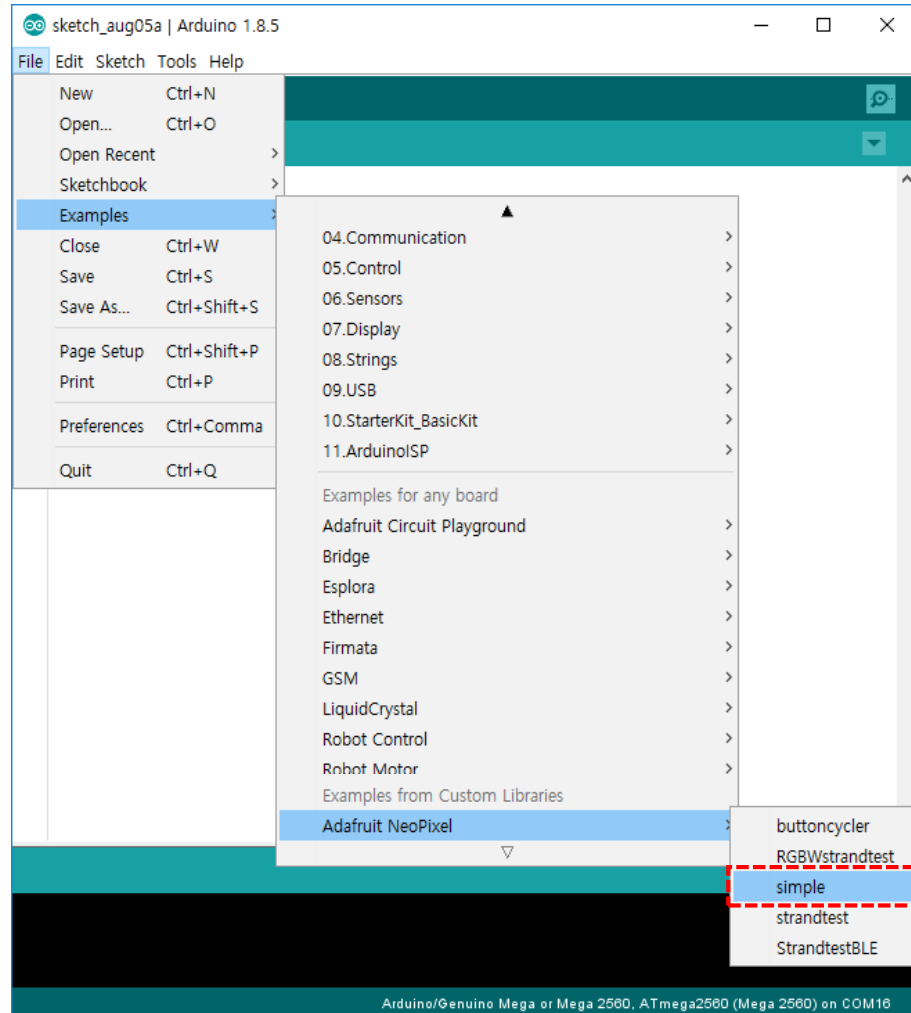 sketch_aug05a | Arduino 1.8.5
File Edit Sketch Tools Help
New Ctrl+N
Open... Ctrl+O
Open Recent
Sketchbook
Examples
Close Ctrl+W
Save Ctrl+S
Save As... Ctrl+Shift+S
Page Setup Ctrl+Shift+P
Print Ctrl+P
Preferences Ctrl+Comma
Quit Ctrl+Q
04.Communication
05.Control
06.Sensors
07.Display
08.Strings
09.USB
10.StarterKit_BasicKit
11.ArduinoISP
Examples for any board
Adafruit Circuit Playground
Bridge
Esplora
Ethernet
Firmata
GSM
LiquidCrystal
Robot Control
Robot Motor
Examples from Custom Libraries
Adafruit NeoPixel
buttoncycler
RGBWstrandtest
simple
strandtest
StrandtestBLE
Arduino/Genuino Mega or Mega 2560, ATmega2560 (Mega 2560) on COM16